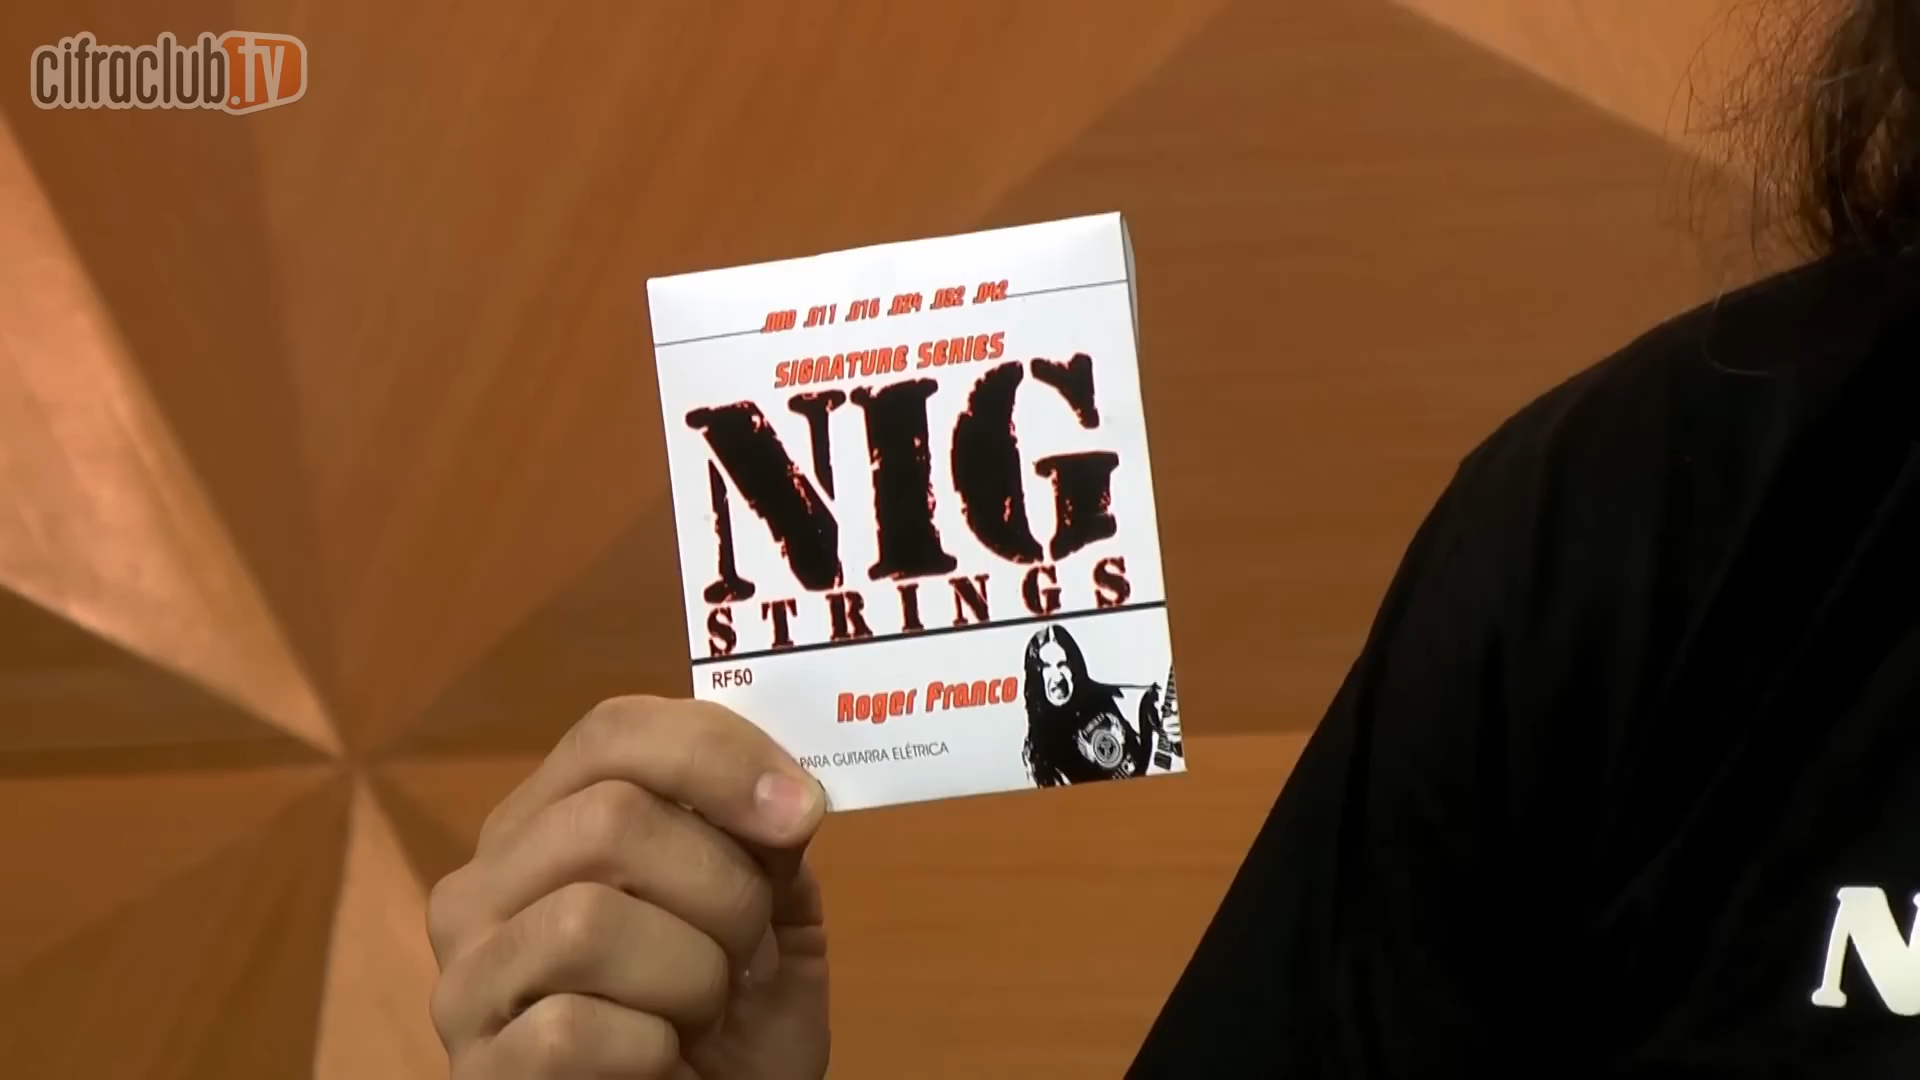 cifraclub.tv
.009 .011 .016 .024 .032 .042
SIGNATURE SERIES
NIG
STRINGS
RF50
Roger Franco
PARA GUITARRA ELÉTRICA
N